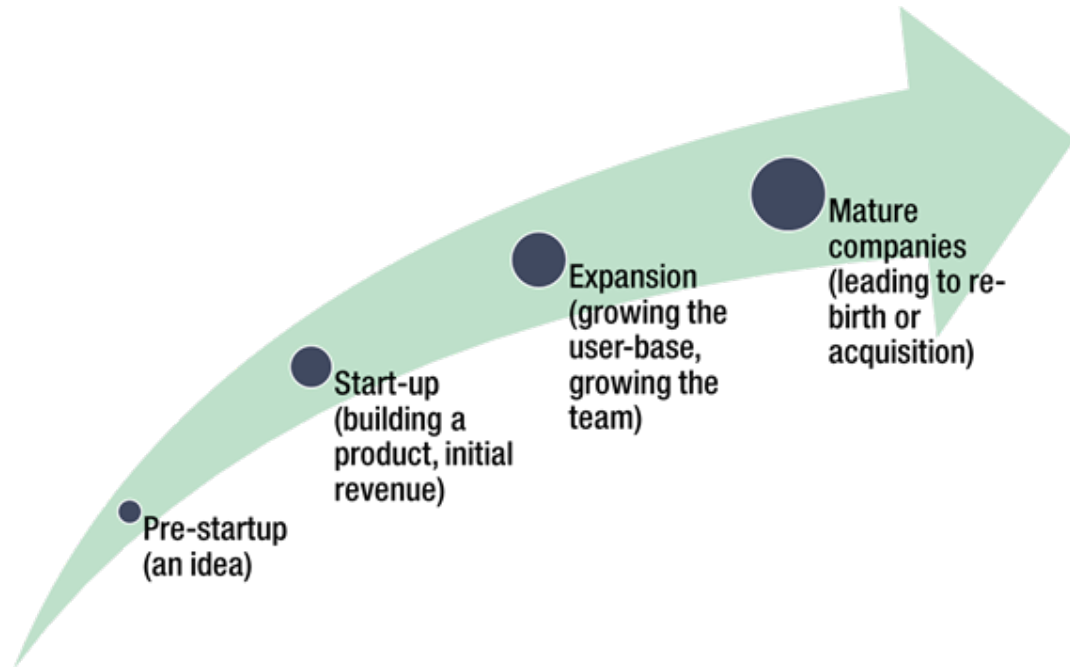 Pre-startup
(an idea)
Start-up
(building a
product, initial
revenue)
Expansion
(growing the
user-base,
growing the
team)
Mature
companies
(leading to re-
birth or
acquisition)